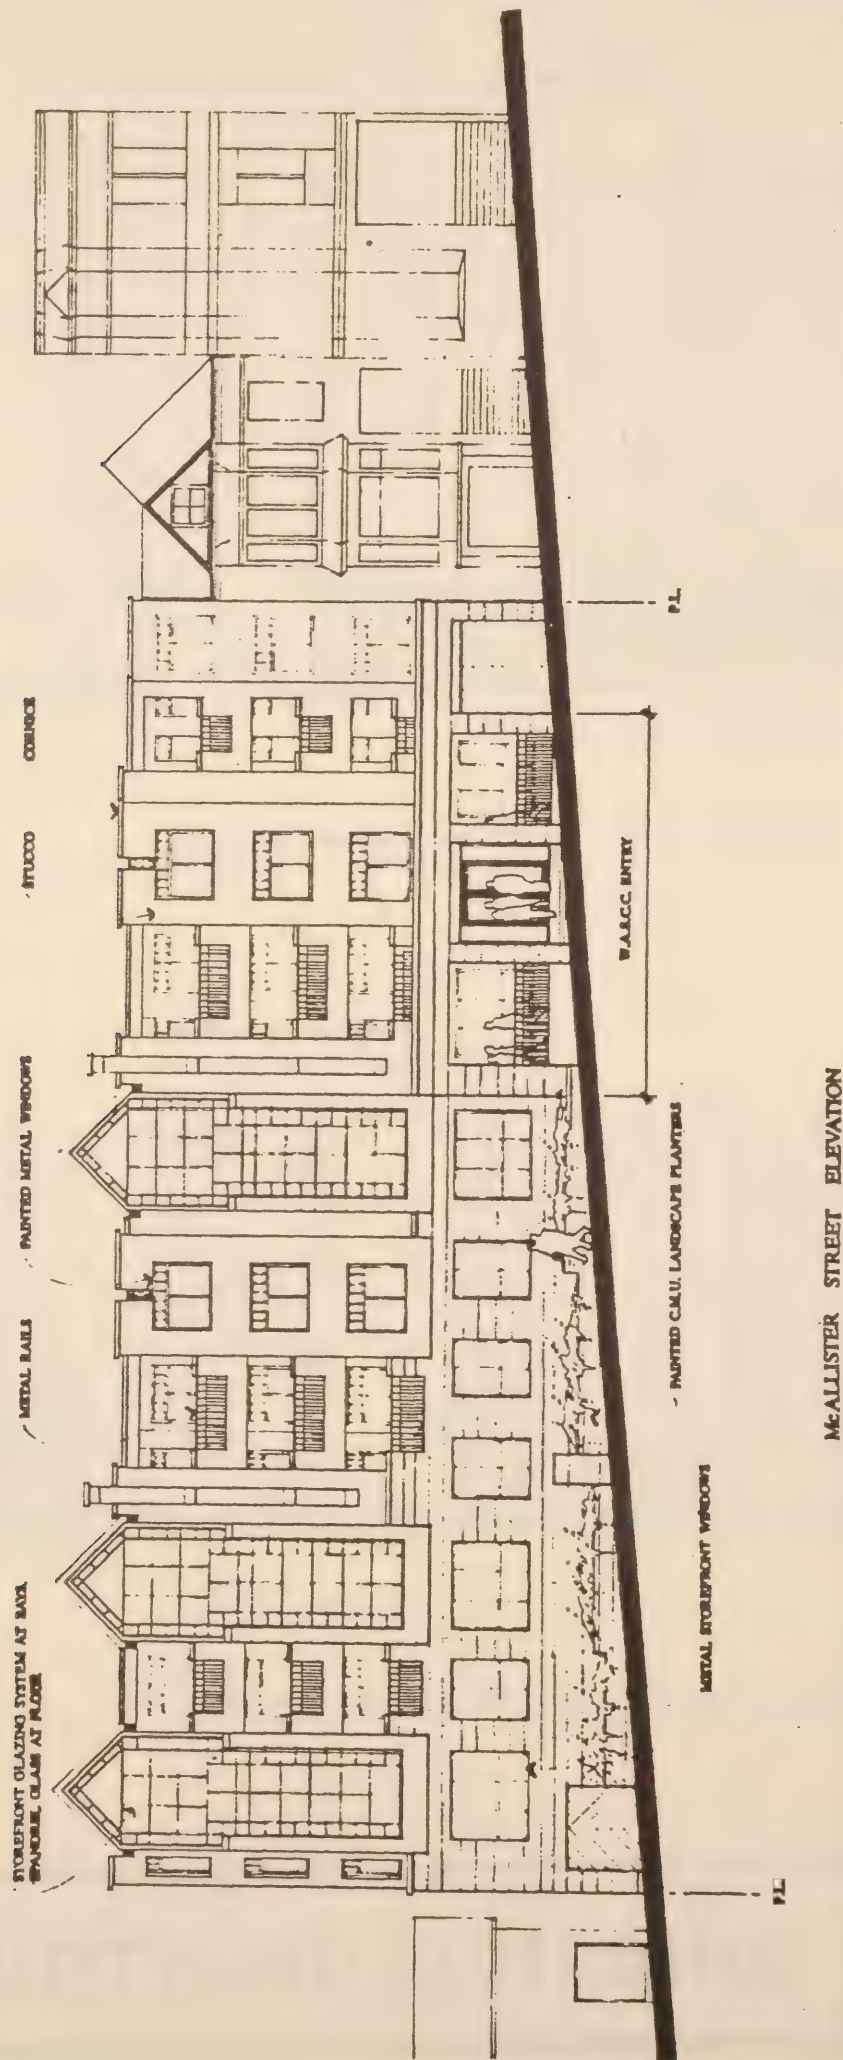 STOREFRONT GLAZING SYSTEM AT BAYS.
SPANDREL GLASS AT FLOOR
METAL RAILS
PAINTED METAL WINDOWS
STUCCO
CORNICE
P.L.
METAL STOREFRONT WINDOWS
PAINTED C.M.U. LANDSCAPE PLANTERS
W.A.S.C.C. ENTRY
P.L.
McALLISTER STREET ELEVATION